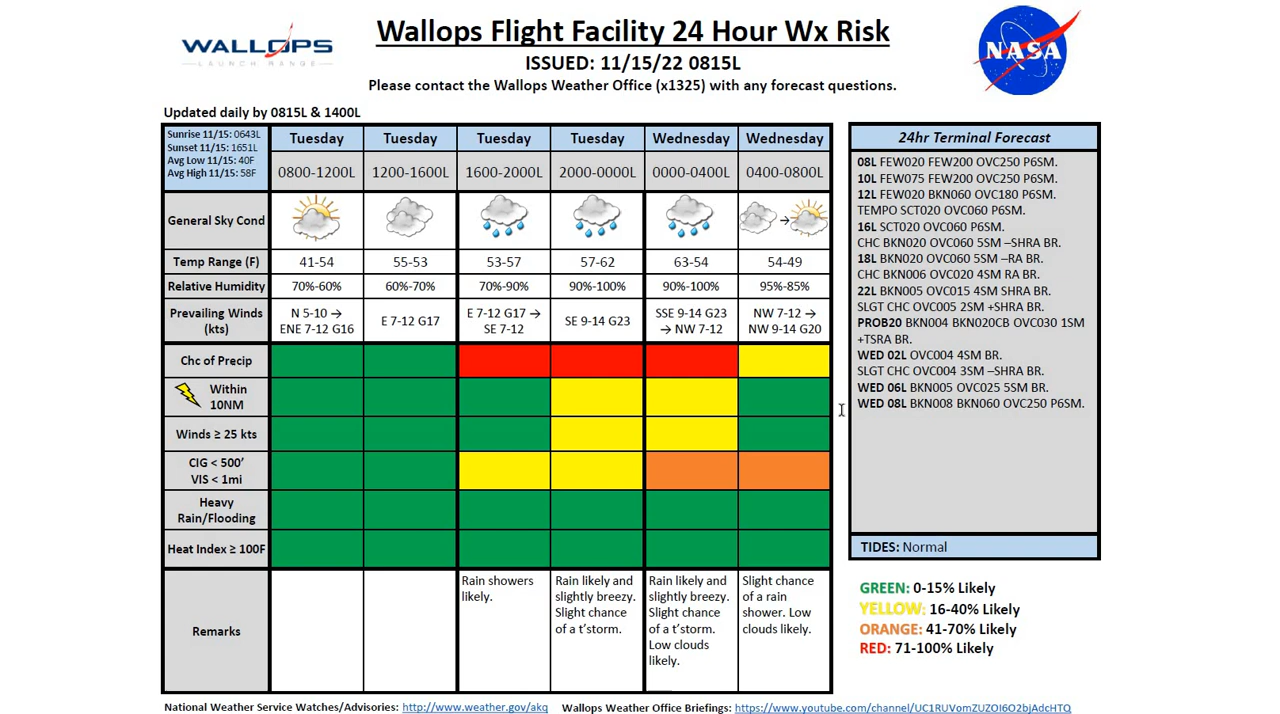 WALLOPS
LAUNCH RANGE
Wallops Flight Facility 24 Hour Wx Risk
ISSUED: 11/15/22 0815L
Please contact the Wallops Weather Office (x1325) with any forecast questions.
NASA
Updated daily by 0815L & 1400L
Sunrise 11/15: 0643L
Sunset 11/15: 1651L
Avg Low 11/15: 40F
Avg High 11/15: 58F
Tuesday Tuesday Tuesday Tuesday Wednesday Wednesday
0800-1200L 1200-1600L 1600-2000L 2000-0000L 0000-0400L 0400-0800L
General Sky Cond
Temp Range (F) 41-54 55-53 53-57 57-62 63-54 54-49
Relative Humidity 70%-60% 60%-70% 70%-90% 90%-100% 90%-100% 95%-85%
Prevailing Winds (kts) N 5-10 → ENE 7-12 G16 E 7-12 G17 E 7-12 G17 → SE 7-12 SE 9-14 G23 SSE 9-14 G23 → NW 7-12 NW 7-12 → NW 9-14 G20
Chc of Precip
Within
10NM
Winds ≥ 25 kts
CIG < 500'
VIS < 1mi
Heavy
Rain/Flooding
Heat Index ≥ 100F
Remarks
Rain showers
likely.
Rain likely and
slightly breezy.
Slight chance
of a t'storm.
Rain likely and
slightly breezy.
Slight chance
of a t'storm.
Low clouds
likely.
Slight chance
of a rain
shower. Low
clouds likely.
24hr Terminal Forecast
08L FEW020 FEW200 OVC250 P6SM.
10L FEW075 FEW200 OVC250 P6SM.
12L FEW020 BKN060 OVC180 P6SM.
TEMPO SCT020 OVC060 P6SM.
16L SCT020 OVC060 P6SM.
CHC BKN020 OVC060 5SM –SHRA BR.
18L BKN020 OVC060 5SM –RA BR.
CHC BKN006 OVC020 4SM RA BR.
22L BKN005 OVC015 4SM SHRA BR.
SLGT CHC OVC005 2SM +SHRA BR.
PROB20 BKN004 BKN020CB OVC030 1SM
+TSRA BR.
WED 02L OVC004 4SM BR.
SLGT CHC OVC004 3SM –SHRA BR.
WED 06L BKN005 OVC025 5SM BR.
WED 08L BKN008 BKN060 OVC250 P6SM.
TIDES: Normal
GREEN: 0-15% Likely
YELLOW: 16-40% Likely
ORANGE: 41-70% Likely
RED: 71-100% Likely
National Weather Service Watches/Advisories: http://www.weather.gov/akq Wallops Weather Office Briefings: https://www.youtube.com/channel/UC1RUVomZUZOI6O2bjAdcHTQ